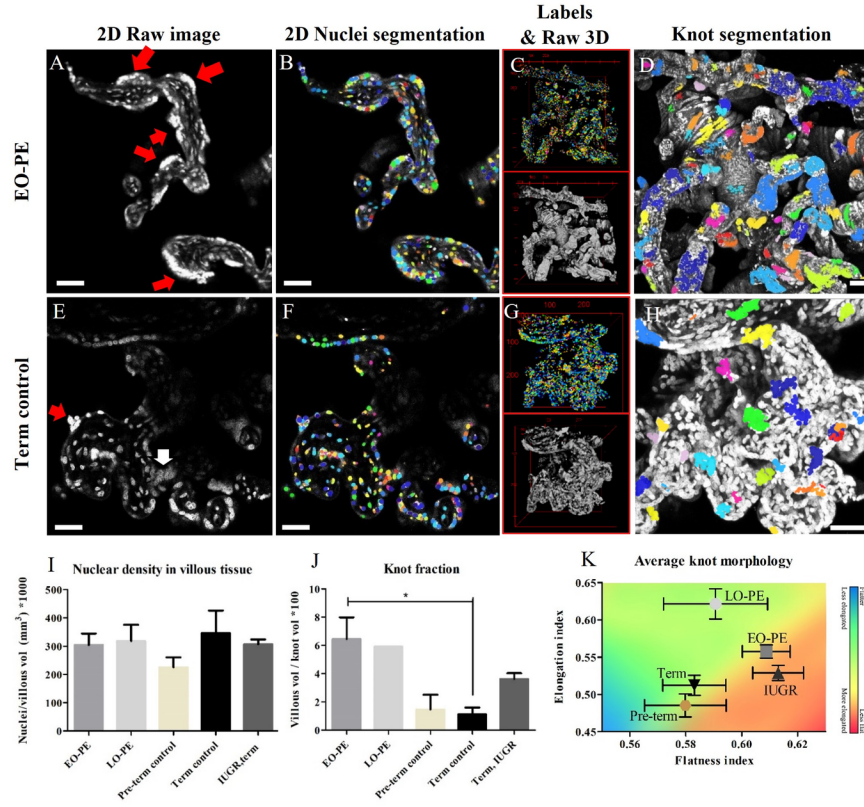 Labels
2D Raw image 2D Nuclei segmentation & Raw 3D Knot segmentation
EO-PE
A B C D
Term control
E F G H
100 200
100
200
I J K
Nuclear density in villous tissue
Nuclei/villous vol (mm³) *1000
500
400
300
200
100
0
EO-PE LO-PE Pre-term control Term control IUGR,term
Knot fraction
Villous vol / knot vol *100
10
8
6
4
2
0
*
EO-PE LO-PE Pre-term control Term control Term, IUGR
Average knot morphology
Elongation index
0.65
0.60
0.55
0.50
0.45
LO-PE
EO-PE
Term
IUGR
Pre-term
0.56 0.58 0.60 0.62
Flatness index
Flatter
Less elongated
More elongated
Less flat